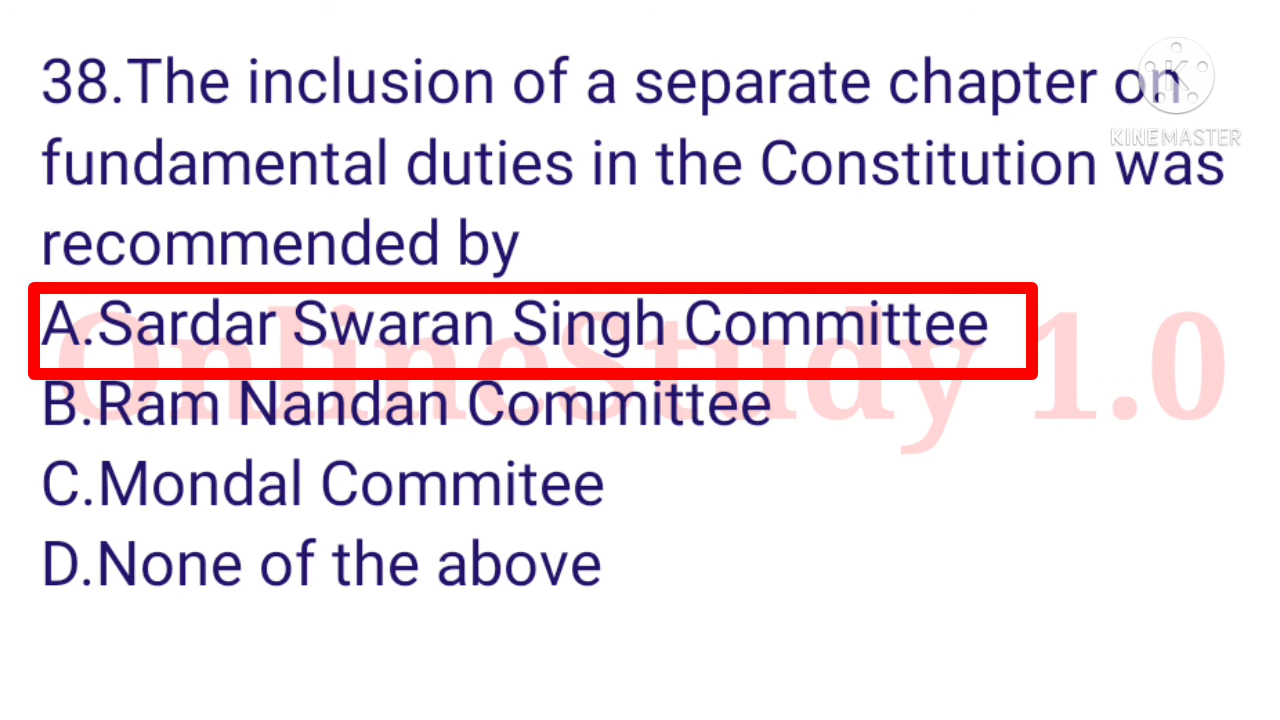 38.The inclusion of a separate chapter on
KINEMASTER
fundamental duties in the Constitution was
recommended by
A.Sardar Swaran Singh Committee
OnlineStudy 1.0
B.Ram Nandan Committee
C.Mondal Commitee
D.None of the above